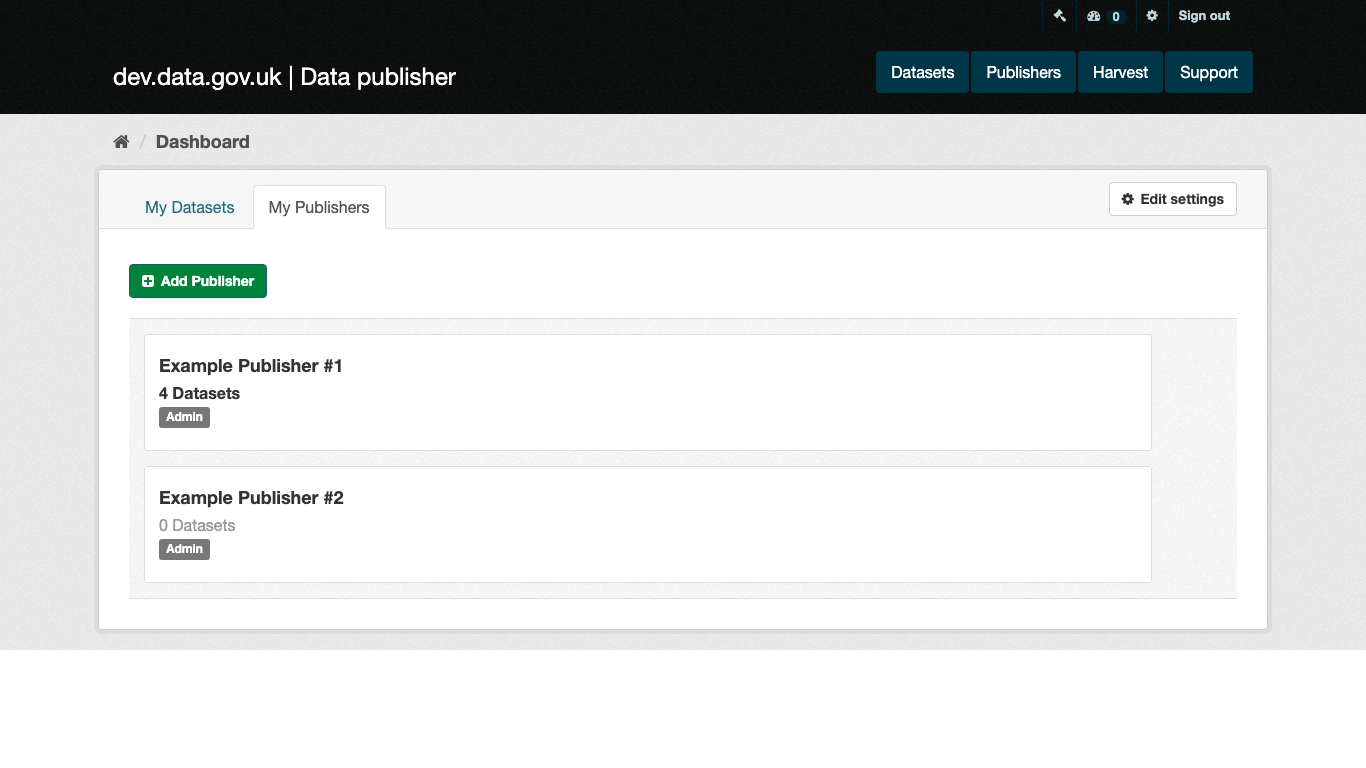 0 Sign out
dev.data.gov.uk | Data publisher
Datasets Publishers Harvest Support
/ Dashboard
My Datasets My Publishers Edit settings
Add Publisher
Example Publisher #1
4 Datasets
Admin
Example Publisher #2
0 Datasets
Admin